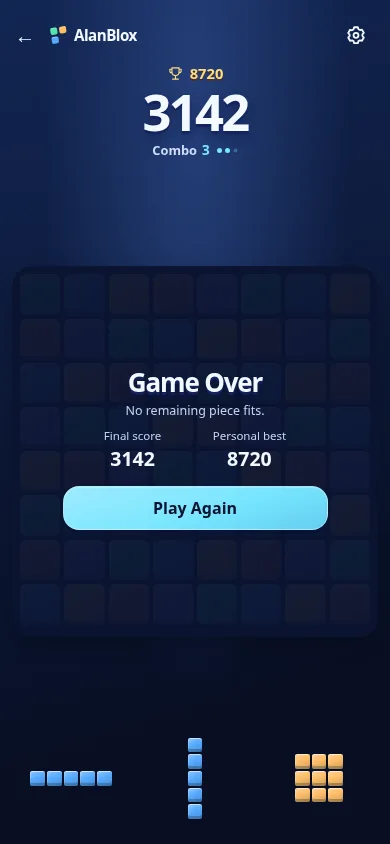 ← AlanBlox
8720
3142
Combo 3
Game Over
No remaining piece fits.
Final score Personal best
3142 8720
Play Again